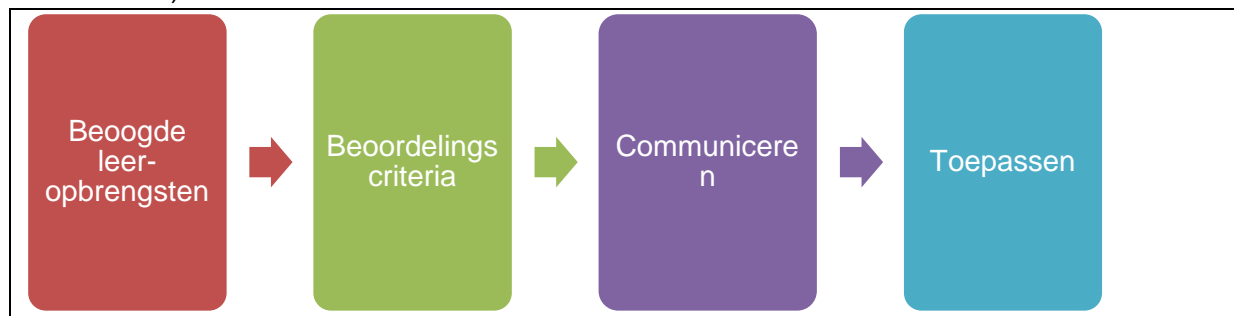 Beoogde
leer-
opbrengsten
Beoordelings
criteria
Communicere
n
Toepassen